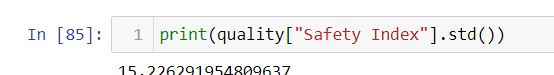 In [85]: 1 print(quality["Safety Index"].std())
15.226291954809637